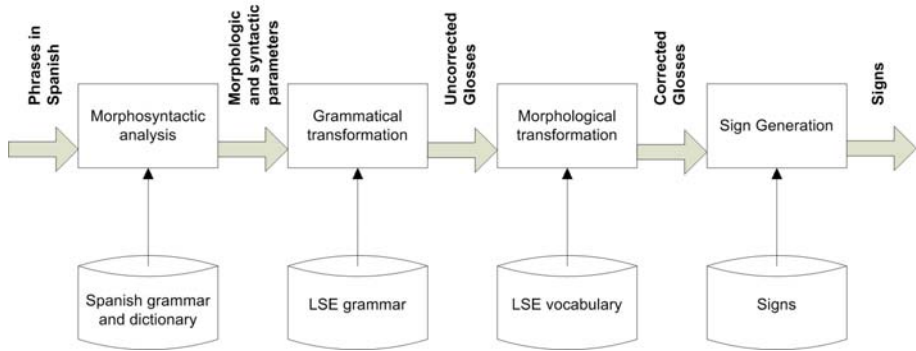 Phrases in
Spanish
Morphologic
and syntactic
parameters
Uncorrected
Glosses
Corrected
Glosses
Signs
Morphosyntactic
analysis
Grammatical
transformation
Morphological
transformation
Sign Generation
Spanish grammar
and dictionary
LSE grammar
LSE vocabulary
Signs